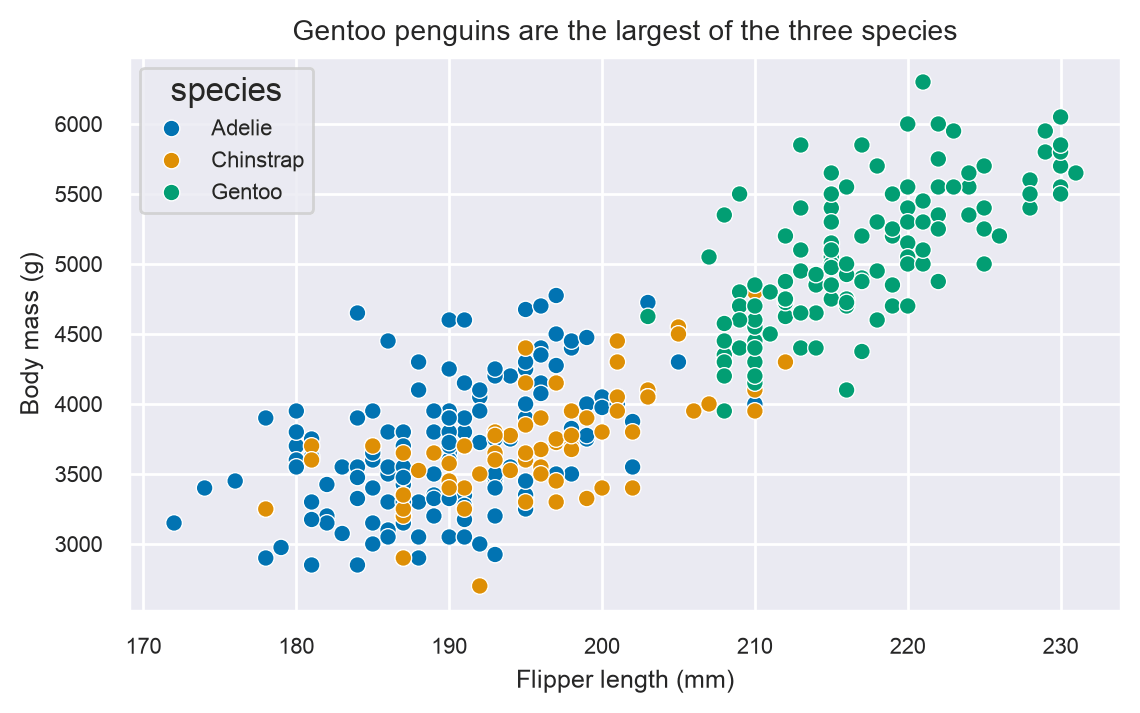 Gentoo penguins are the largest of the three species
species
Adelie
Chinstrap
Gentoo
Body mass (g)
6000
5500
5000
4500
4000
3500
3000
170 180 190 200 210 220 230
Flipper length (mm)